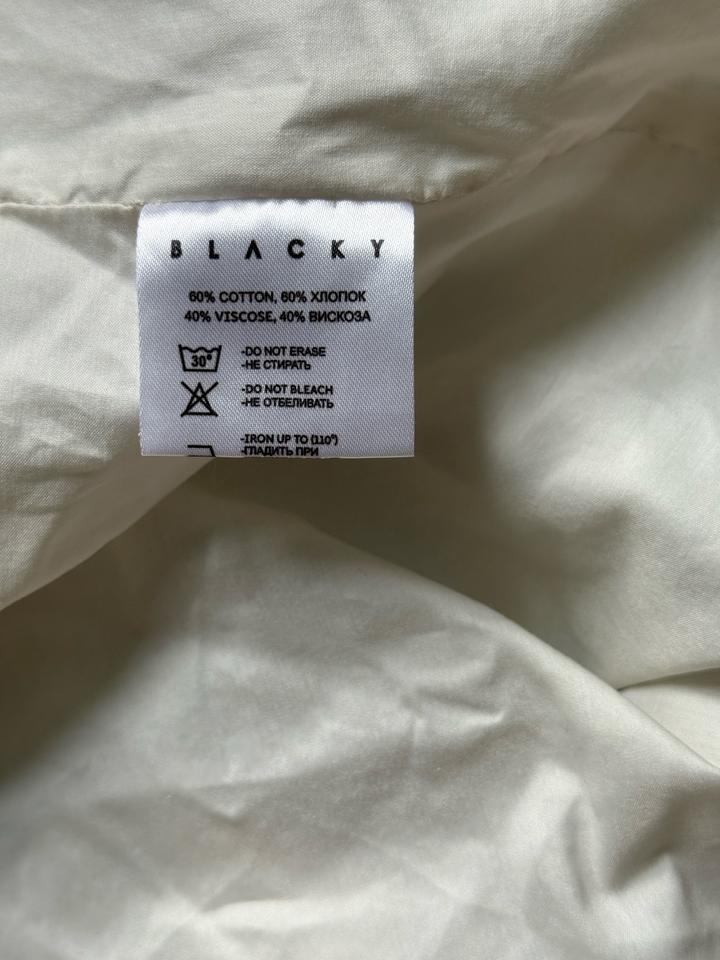 BLACKY
60% COTTON, 60% ХЛОПОК
40% VISCOSE, 40% ВИСКОЗА
30°
-DO NOT ERASE
-НЕ СТИРАТЬ
-DO NOT BLEACH
-НЕ ОТБЕЛИВАТЬ
-IRON UP TO (110°)
-ГЛАДИТЬ ПРИ